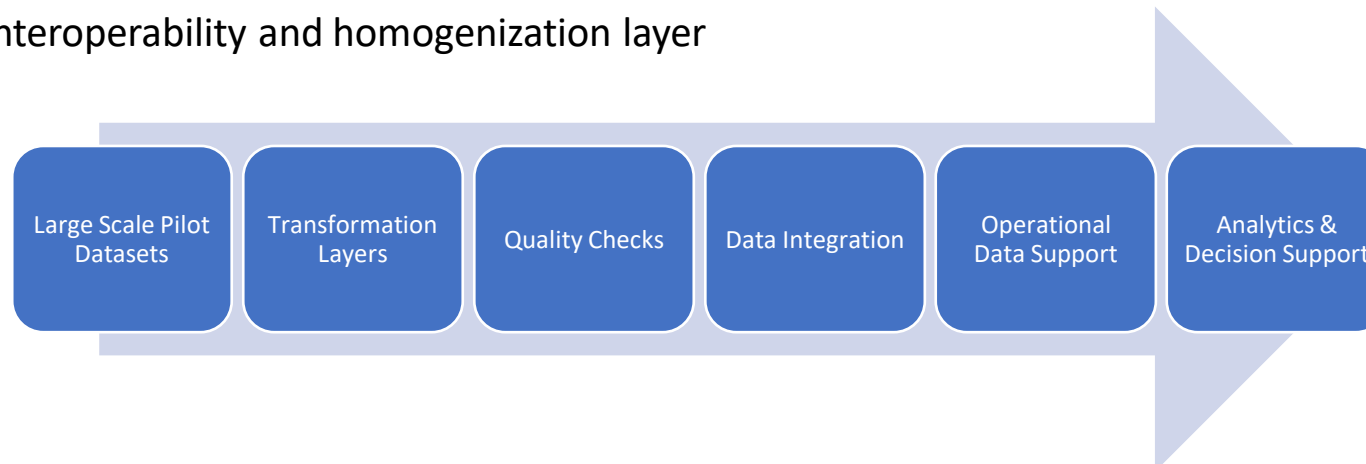 nteroperability and homogenization layer
Large Scale Pilot
Datasets
Transformation
Layers
Quality Checks
Data Integration
Operational
Data Support
Analytics &
Decision Support